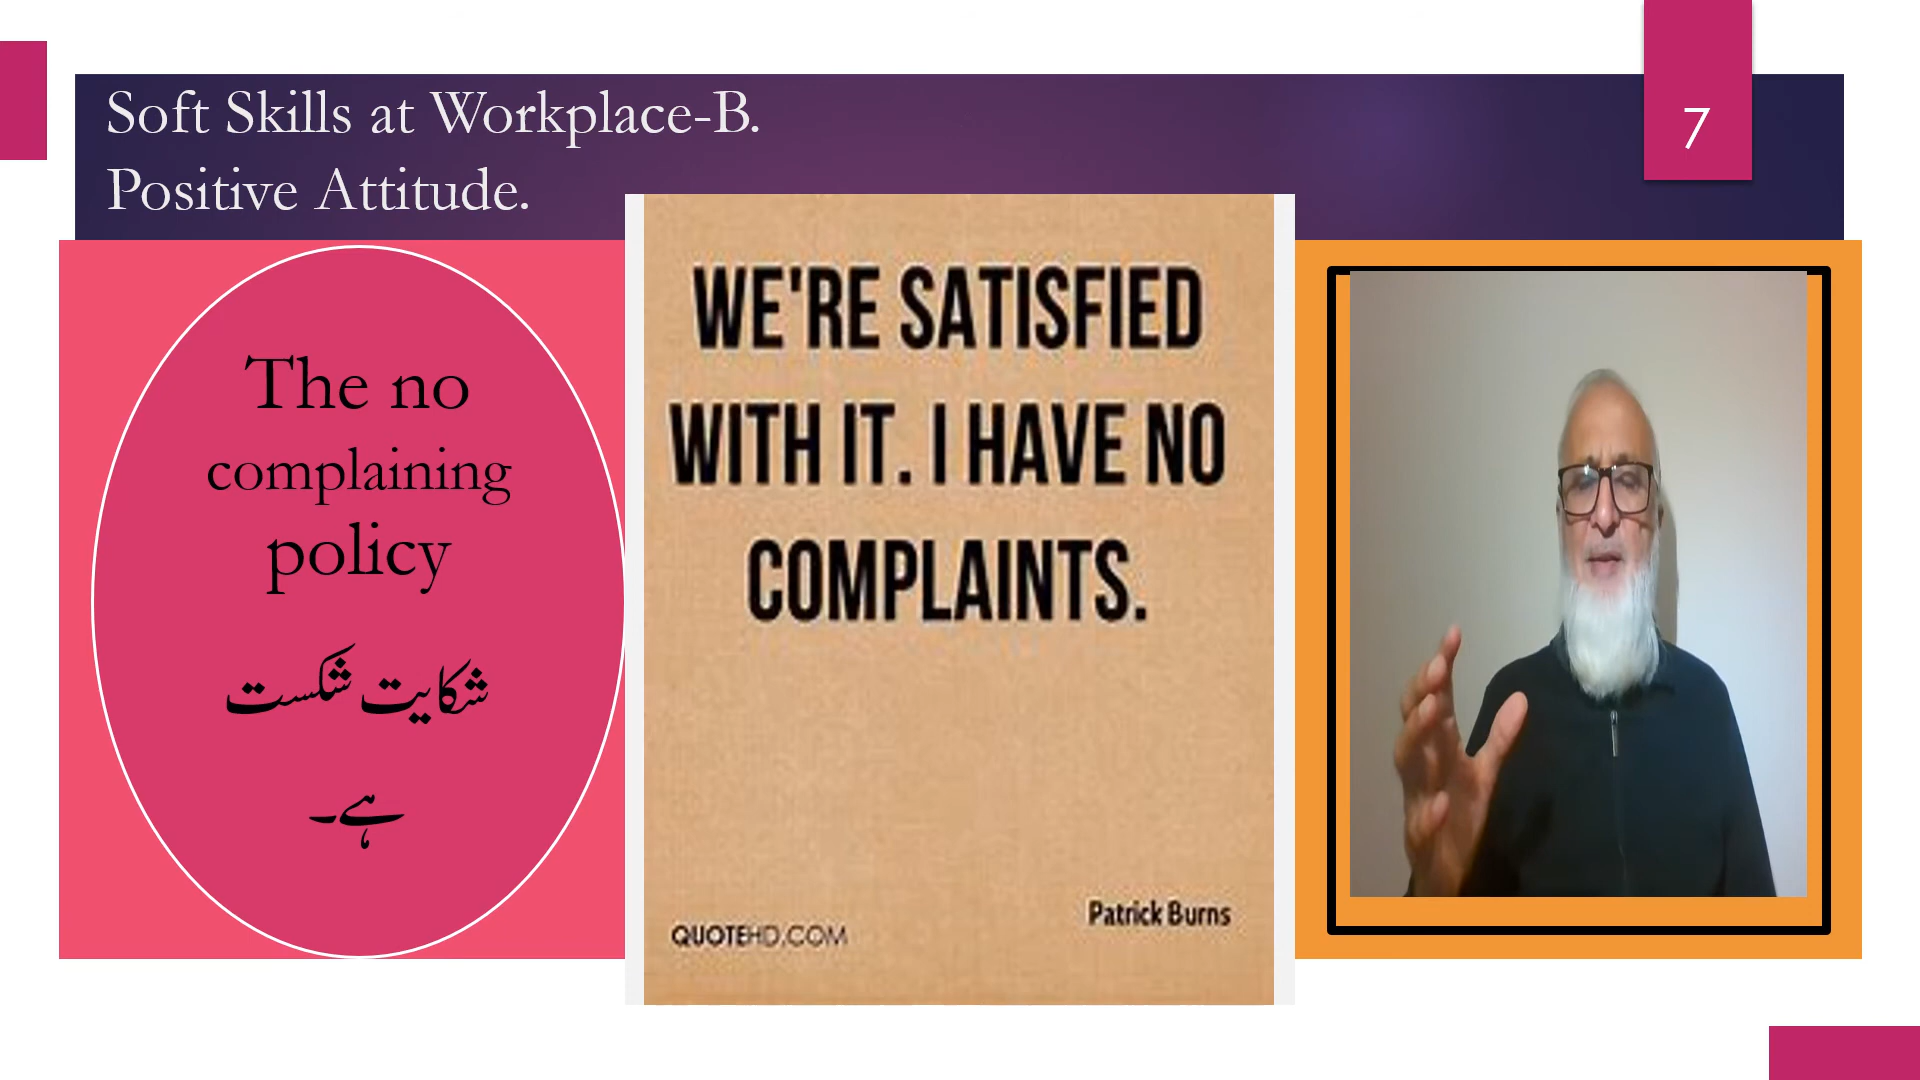 Soft Skills at Workplace-B.
Positive Attitude.
7
The no
complaining
policy
شکایت شکست
ہے۔
WE'RE SATISFIED
WITH IT. I HAVE NO
COMPLAINTS.
Patrick Burns
QUOTEHD.COM